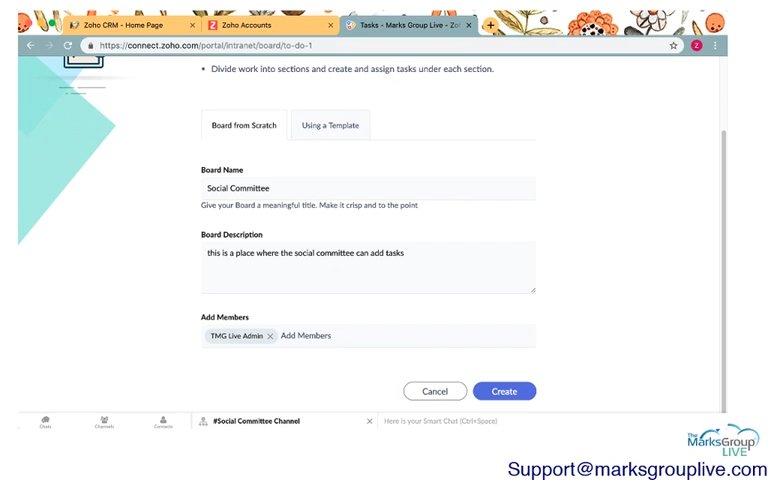 Zoho CRM - Home Page
Zoho Accounts
Tasks - Marks Group Live - Zo
https://connect.zoho.com/portal/intranet/board/to-do-1
Z
• Divide work into sections and create and assign tasks under each section.
Board from Scratch
Using a Template
Board Name
Social Committee
Give your Board a meaningful title. Make it crisp and to the point
Board Description
this is a place where the social committee can add tasks
Add Members
TMG Live Admin × Add Members
Cancel
Create
Chats
Channels
Contacts
#Social Committee Channel
Here is your Smart Chat (Ctrl+Space)
The
MarksGroup
LIVE
Support@marksgrouplive.com